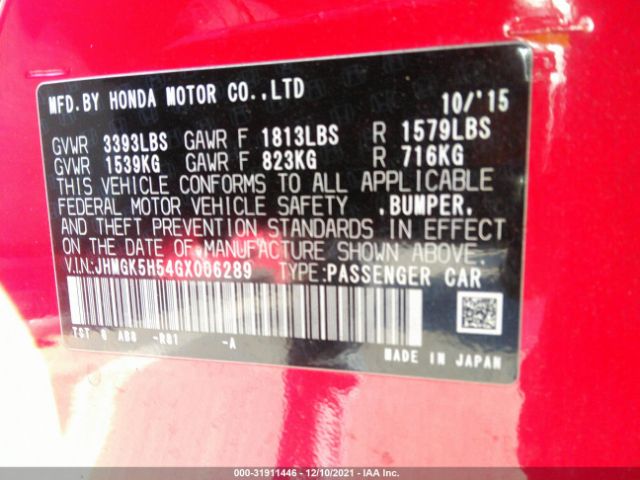 MFD.BY HONDA MOTOR CO.,LTD 10/'15
GVWR 3393LBS GAWR F 1813LBS R 1579LBS
GVWR 1539KG GAWR F 823KG R 716KG
THIS VEHICLE CONFORMS TO ALL APPLICABLE
FEDERAL MOTOR VEHICLE SAFETY .BUMPER.
AND THEFT PREVENTION STANDARDS IN EFFECT
ON THE DATE OF MANUFACTURE SHOWN ABOVE.
V.I.N:JHMGK5H54GX006289 TYPE:PASSENGER CAR
-R81 -A
MADE IN JAPAN
000-31911446 - 12/10/2021 - IAA Inc.